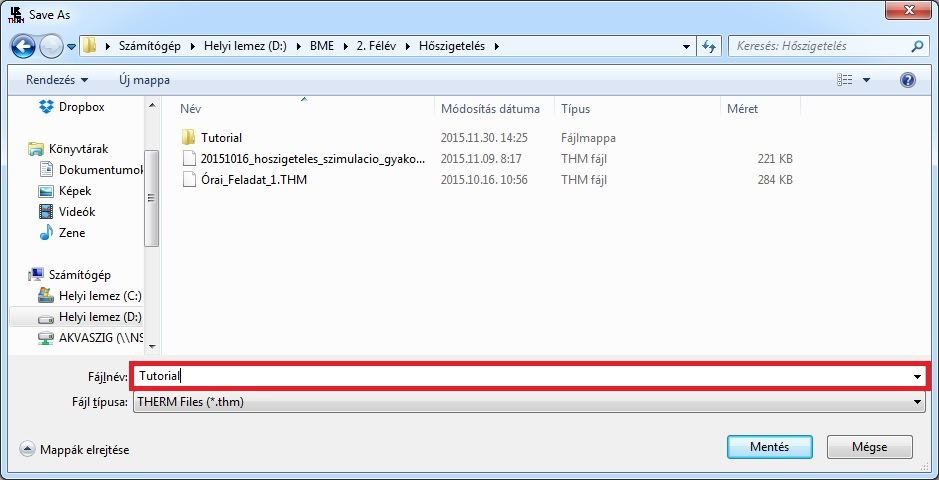 THERM
Save As
Számítógép Helyi lemez (D:) BME 2. Félév Hőszigetelés Keresés: Hőszigetelés
Rendezés Új mappa
Dropbox
Könyvtárak
Dokumentumok
Képek
Videók
Zene
Számítógép
Helyi lemez (C:)
Helyi lemez (D:)
AKVASZIG (\\NS
Név Módosítás dátuma Típus Méret
Tutorial 2015.11.30. 14:25 Fájlmappa
20151016_hoszigeteles_szimulacio_gyako... 2015.11.09. 8:17 THM fájl 221 KB
Órai_Feladat_1.THM 2015.10.16. 10:56 THM fájl 284 KB
Fájlnév: Tutorial
Fájl típusa: THERM Files (*.thm)
Mappák elrejtése Mentés Mégse